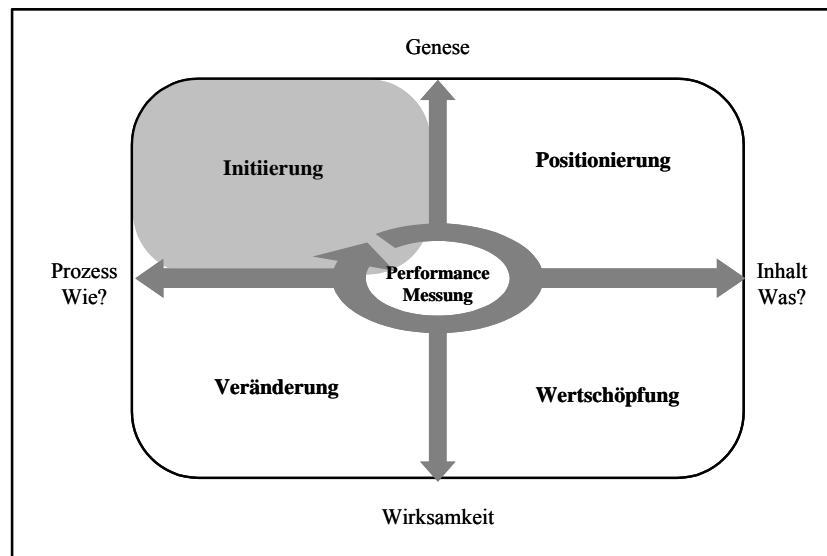 Genese
Initiierung
Positionierung
Prozess
Wie?
Performance
Messung
Inhalt
Was?
Veränderung
Wertschöpfung
Wirksamkeit